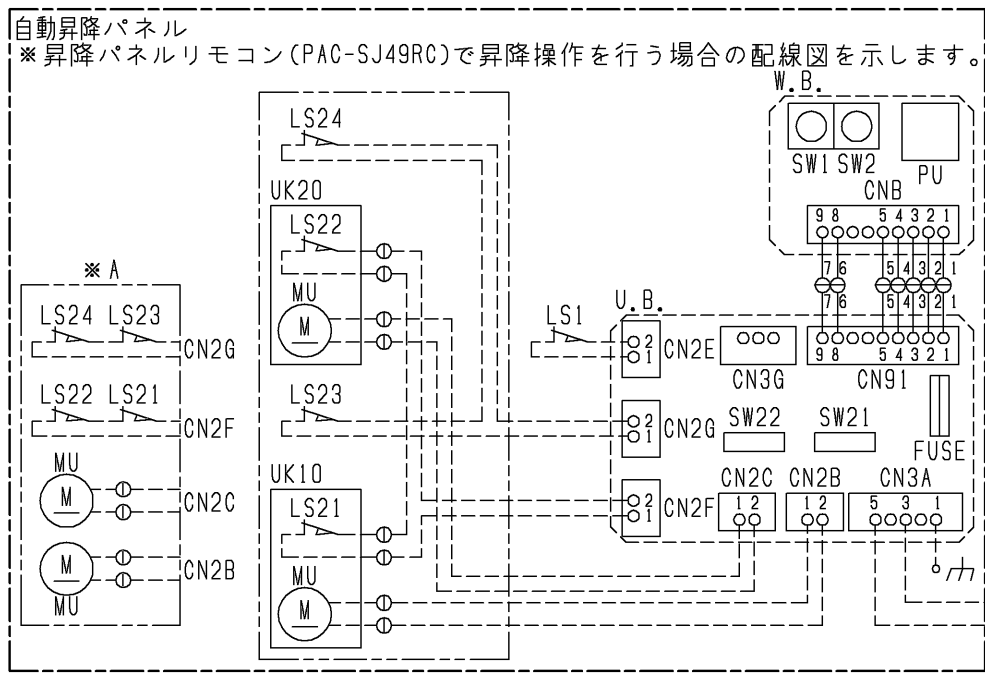 自動昇降パネル
※昇降パネルリモコン(PAC-SJ49RC)で昇降操作を行う場合の配線図を示します。
W.B.
SW1 SW2
PU
CNB
9 8 5 4 3 2 1
7 6 5 4 3 2 1
7 6 5 4 3 2 1
9 8 5 4 3 2 1
CN91
LS24
UK20
LS22
MU
M
LS23
UK10
LS21
MU
M
※A
LS24 LS23
CN2G
LS22 LS21
CN2F
MU
M
CN2C
M
CN2B
MU
U.B.
LS1
2
1
CN2E
CN3G
2
1
CN2G
SW22
SW21
FUSE
2
1
CN2F
CN2C
1 2
CN2B
1 2
CN3A
5 3 1